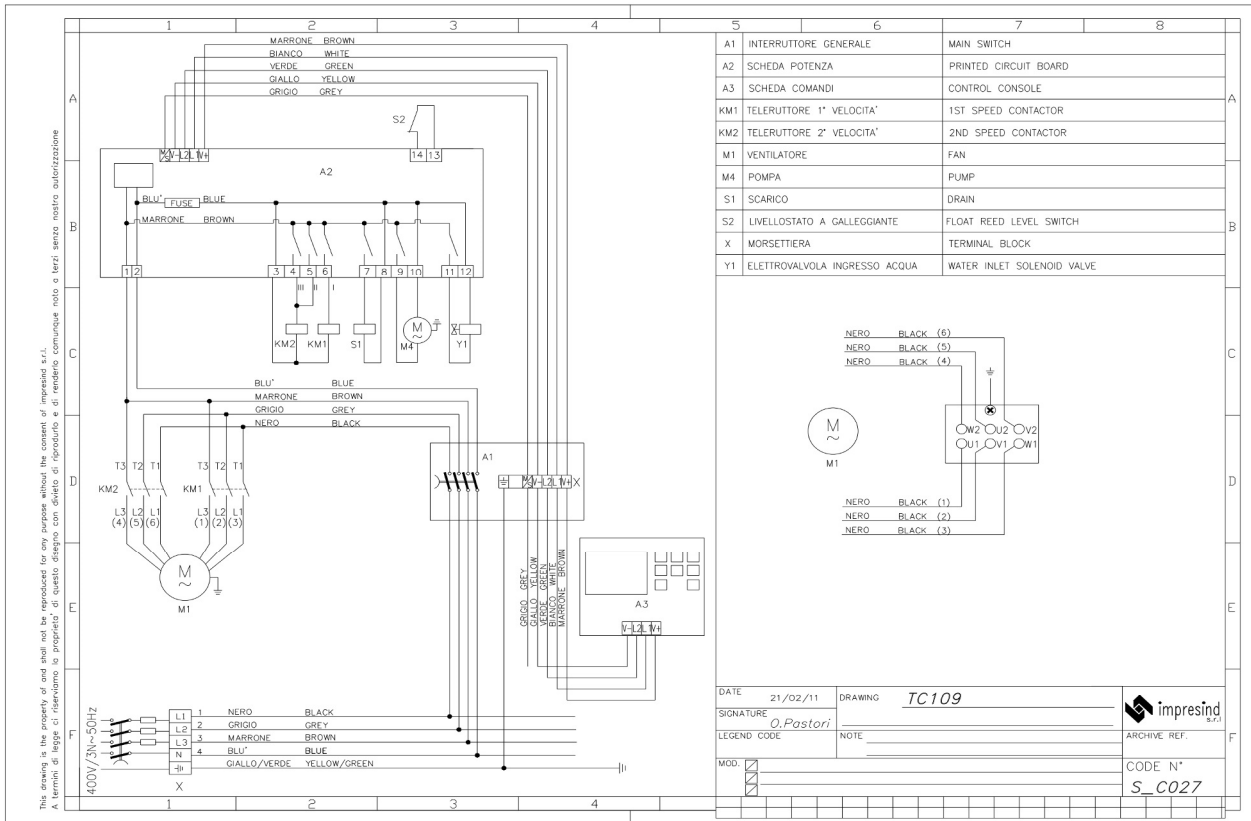 1 2 3 4 5 6 7 8
A
B
C
D
E
F
This drawing is the property of and shall not be reproduced for any purpose without the consent of impresind s.r.l.
A termini di legge ci riserviamo la proprieta' di questo disegno con divieto di riprodurlo e di renderlo comunque noto a terzi senza nostra autorizzazione
MARRONE BROWN
BIANCO WHITE
VERDE GREEN
GIALLO YELLOW
GRIGIO GREY
S2
V- L2 L1 V+
14 13
A2
BLU' FUSE BLUE
MARRONE BROWN
1 2 3 4 5 6 7 8 9 10 11 12
III II I
KM2 KM1 S1 M4 Y1
M
~
BLU' BLUE
MARRONE BROWN
GRIGIO GREY
NERO BLACK
A1
V- L2 L1 V+ X
T3 T2 T1 T3 T2 T1
KM2 KM1
L3 L2 L1 L3 L2 L1
(4) (5) (6) (1) (2) (3)
M
~
M1
GRIGIO GREY
GIALLO YELLOW
VERDE GREEN
BIANCO WHITE
MARRONE BROWN
A3
V- L2 L1 V+
400V/3N~50Hz
L1 1 NERO BLACK
L2 2 GRIGIO GREY
L3 3 MARRONE BROWN
N 4 BLU' BLUE
GIALLO/VERDE YELLOW/GREEN
X
A1 INTERRUTTORE GENERALE MAIN SWITCH
A2 SCHEDA POTENZA PRINTED CIRCUIT BOARD
A3 SCHEDA COMANDI CONTROL CONSOLE
KM1 TELERUTTORE 1° VELOCITA' 1ST SPEED CONTACTOR
KM2 TELERUTTORE 2° VELOCITA' 2ND SPEED CONTACTOR
M1 VENTILATORE FAN
M4 POMPA PUMP
S1 SCARICO DRAIN
S2 LIVELLOSTATO A GALLEGGIANTE FLOAT REED LEVEL SWITCH
X MORSETTIERA TERMINAL BLOCK
Y1 ELETTROVALVOLA INGRESSO ACQUA WATER INLET SOLENOID VALVE
NERO BLACK (6)
NERO BLACK (5)
NERO BLACK (4)
M
~
M1
W2 U2 V2
U1 V1 W1
NERO BLACK (1)
NERO BLACK (2)
NERO BLACK (3)
DATE 21/02/11 DRAWING TC109
SIGNATURE O.Pastori
impresind s.r.l
LEGEND CODE NOTE ARCHIVE REF.
MOD.
CODE N°
S_C027
A
B
C
D
E
F
1 2 3 4